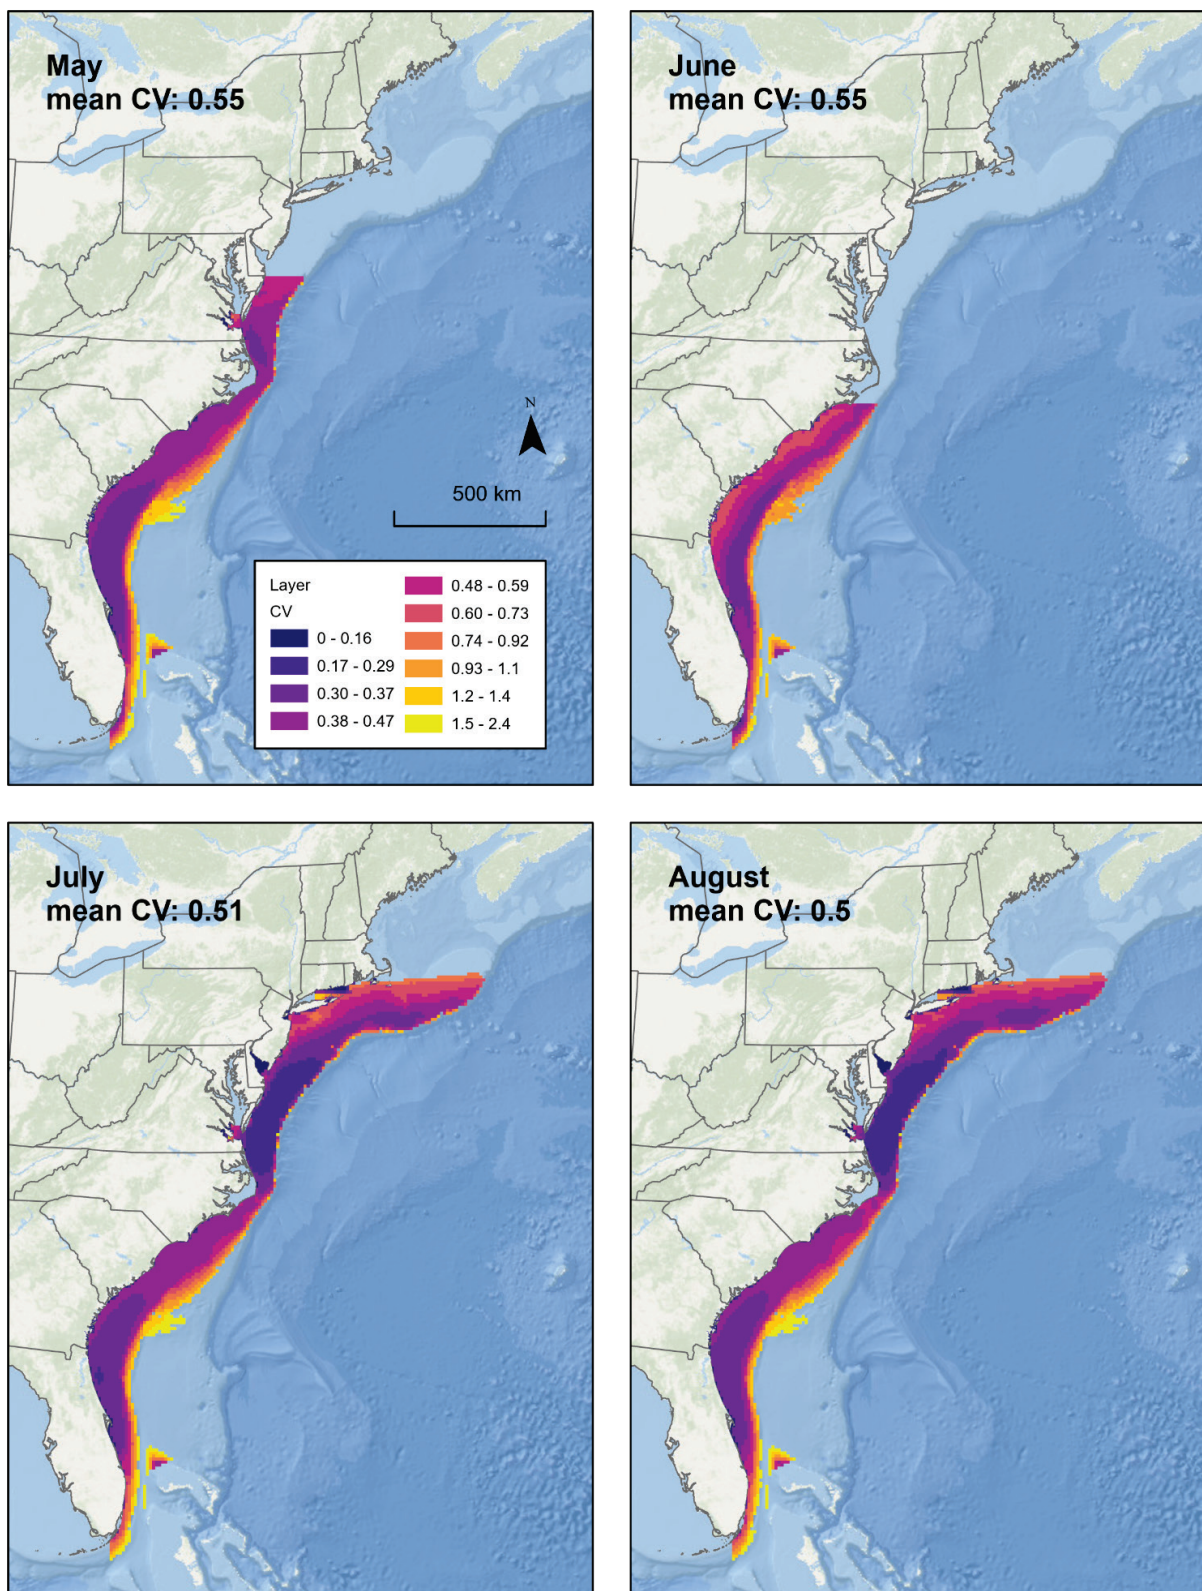 May
mean CV: 0.55
June
mean CV: 0.55
N
500 km
Layer
CV
0 - 0.16
0.17 - 0.29
0.30 - 0.37
0.38 - 0.47
0.48 - 0.59
0.60 - 0.73
0.74 - 0.92
0.93 - 1.1
1.2 - 1.4
1.5 - 2.4
July
mean CV: 0.51
August
mean CV: 0.5